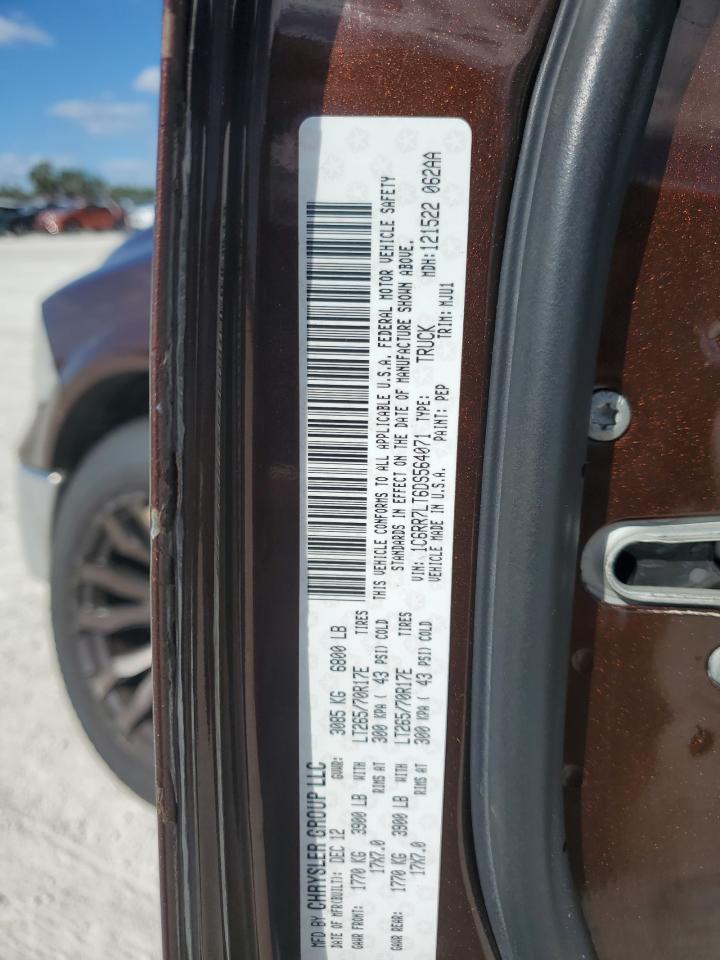 MFD BY CHRYSLER GROUP LLC
DATE OF MFR(BUILT): DEC 12 GVWR: 3085 KG 6800 LB
GAWR FRONT: 1770 KG 3900 LB WITH LT265/70R17E TIRES
17X7.0 RIMS AT 300 KPA ( 43 PSI) COLD
GAWR REAR: 1770 KG 3900 LB WITH LT265/70R17E TIRES
17X7.0 RIMS AT 300 KPA ( 43 PSI) COLD
THIS VEHICLE CONFORMS TO ALL APPLICABLE U.S.A. FEDERAL MOTOR VEHICLE SAFETY
STANDARDS IN EFFECT ON THE DATE OF MANUFACTURE SHOWN ABOVE.
VIN: 1C6RR7LT6DS564071 TYPE: TRUCK MDH:121522 062AA
VEHICLE MADE IN U.S.A. PAINT: PEP TRIM: MJU1